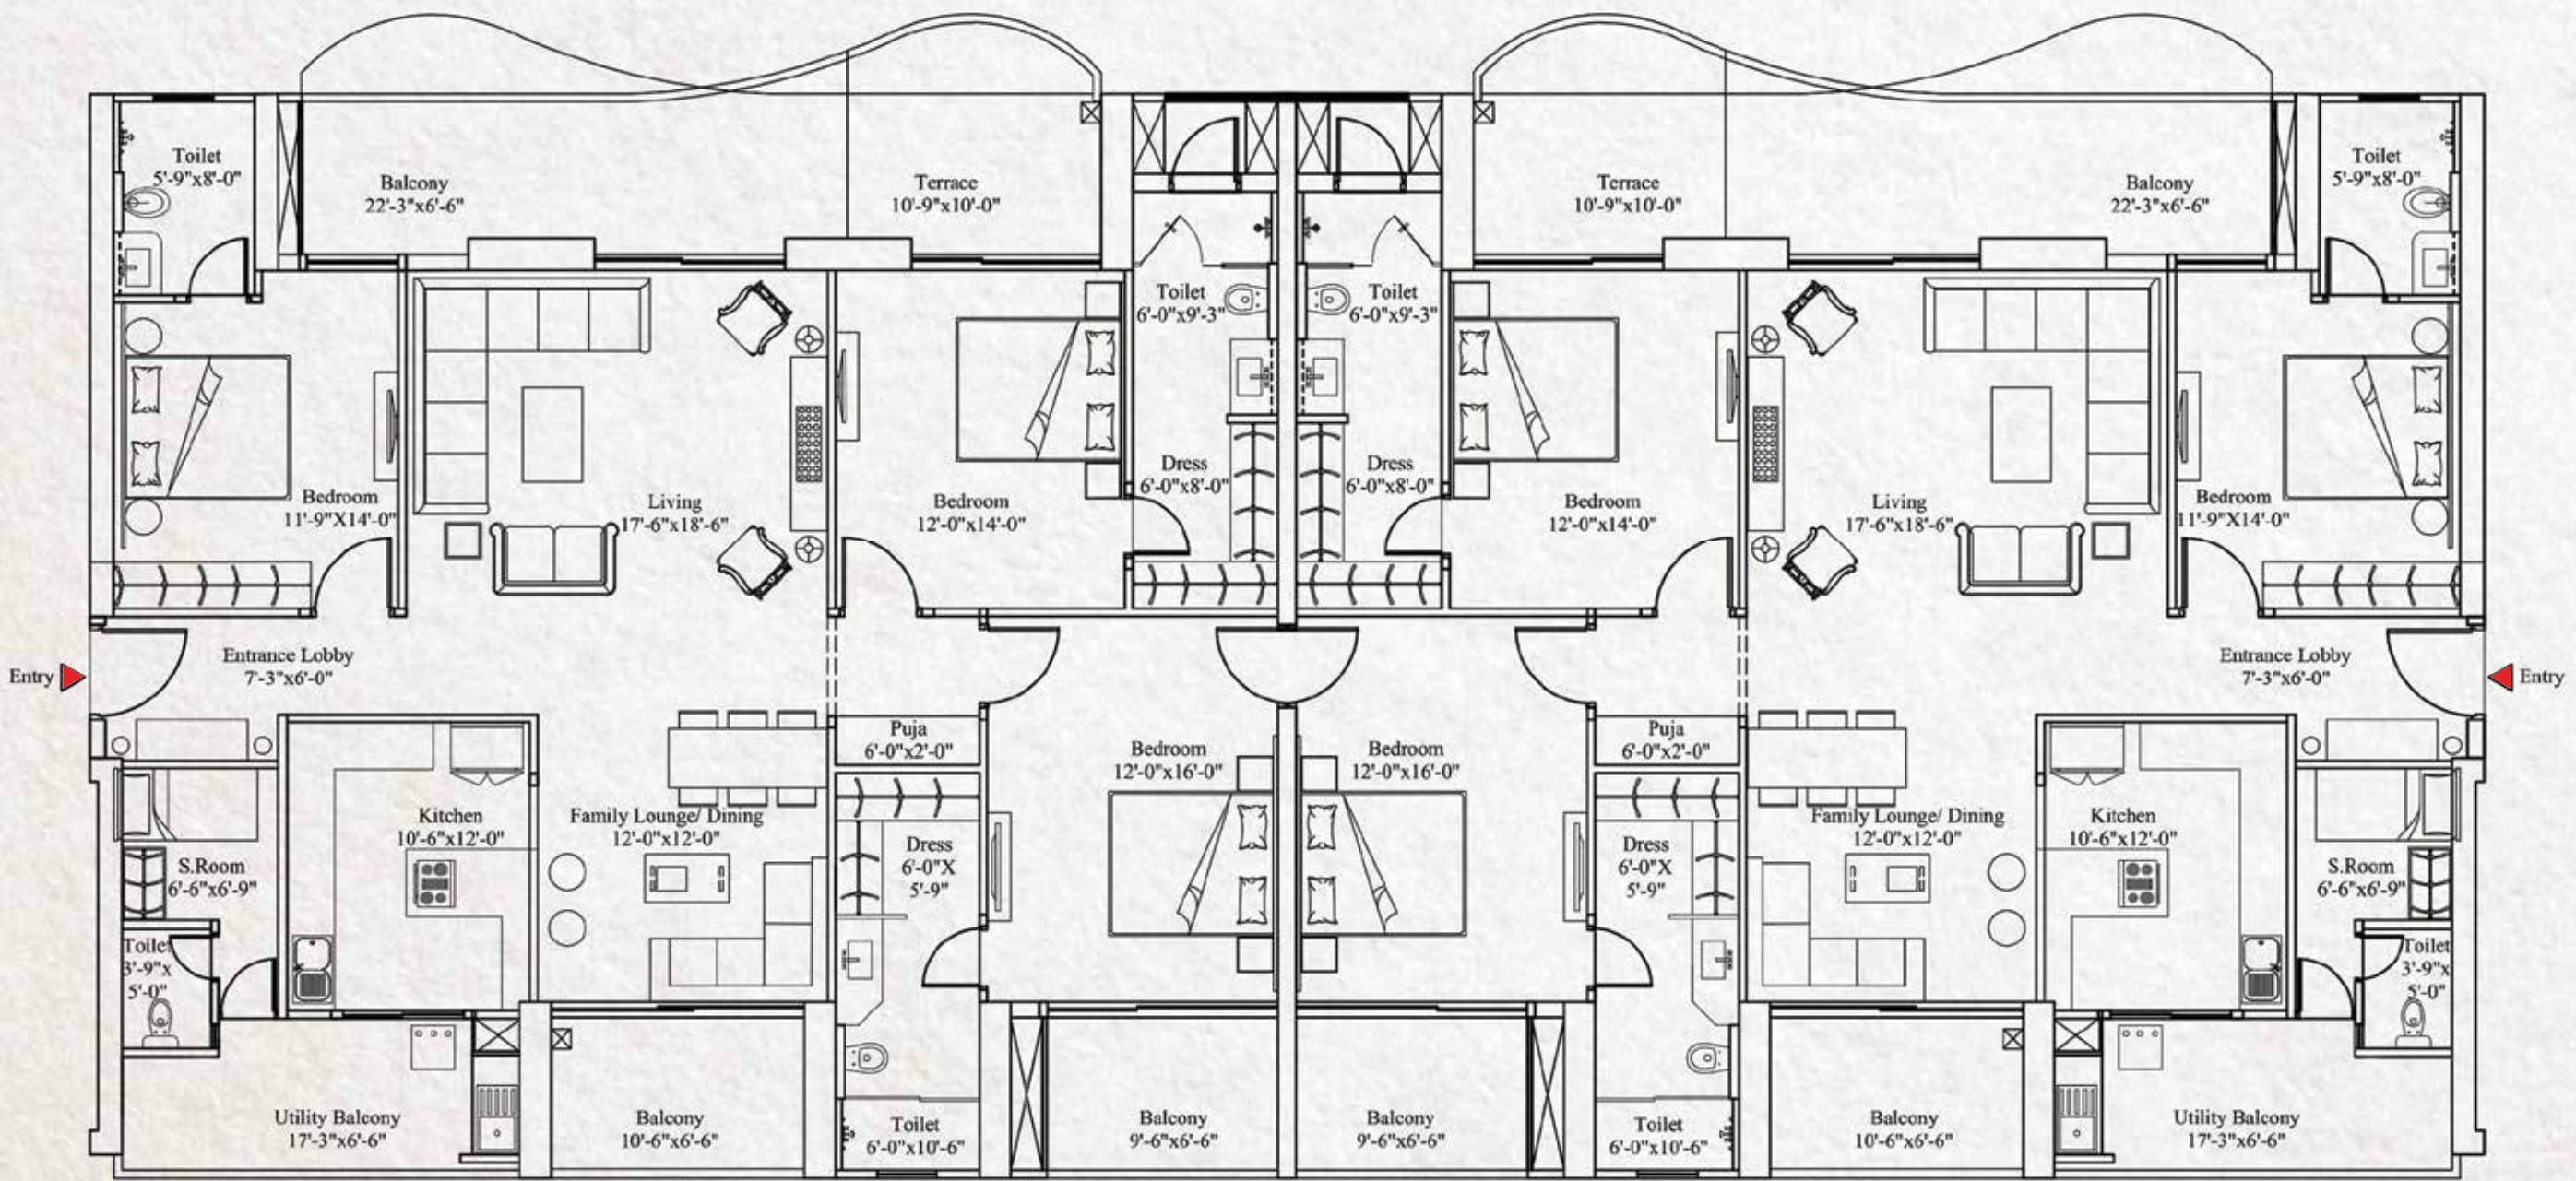 Toilet
5'-9"x8'-0"
Balcony
22'-3"x6'-6"
Terrace
10'-9"x10'-0"
Terrace
10'-9"x10'-0"
Balcony
22'-3"x6'-6"
Toilet
5'-9"x8'-0"
Toilet
6'-0"x9'-3"
Toilet
6'-0"x9'-3"
Bedroom
11'-9"X14'-0"
Living
17'-6"x18'-6"
Bedroom
12'-0"x14'-0"
Dress
6'-0"x8'-0"
Dress
6'-0"x8'-0"
Bedroom
12'-0"x14'-0"
Living
17'-6"x18'-6"
Bedroom
11'-9"X14'-0"
Entry
Entrance Lobby
7'-3"x6'-0"
Entrance Lobby
7'-3"x6'-0"
Entry
Puja
6'-0"x2'-0"
Bedroom
12'-0"x16'-0"
Bedroom
12'-0"x16'-0"
Puja
6'-0"x2'-0"
Kitchen
10'-6"x12'-0"
Family Lounge/ Dining
12'-0"x12'-0"
Family Lounge/ Dining
12'-0"x12'-0"
Kitchen
10'-6"x12'-0"
S.Room
6'-6"x6'-9"
Dress
6'-0"X
5'-9"
Dress
6'-0"X
5'-9"
S.Room
6'-6"x6'-9"
Toilet
3'-9"x
5'-0"
Toilet
3'-9"x
5'-0"
Utility Balcony
17'-3"x6'-6"
Balcony
10'-6"x6'-6"
Toilet
6'-0"x10'-6"
Balcony
9'-6"x6'-6"
Balcony
9'-6"x6'-6"
Toilet
6'-0"x10'-6"
Balcony
10'-6"x6'-6"
Utility Balcony
17'-3"x6'-6"